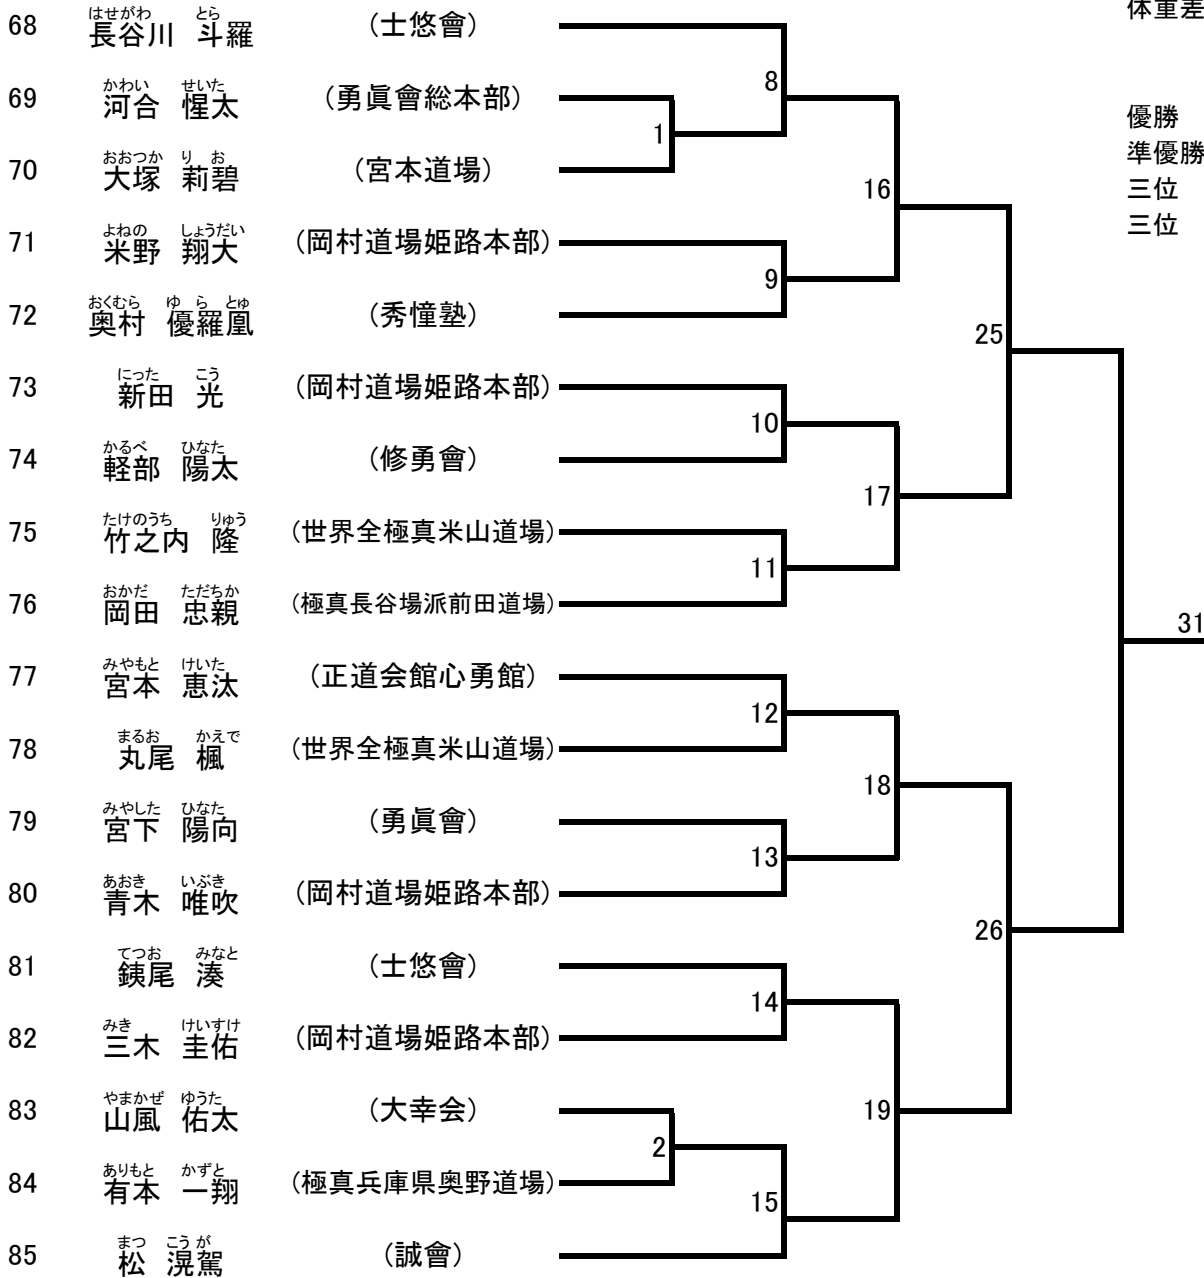 68 長谷川 斗羅 (士悠會)
はせがわ とら
69 河合 惺太 (勇眞會総本部)
かわい せいた
70 大塚 莉碧 (宮本道場)
おおつか り お
71 米野 翔大 (岡村道場姫路本部)
よねの しょうだい
72 奥村 優羅凰 (秀憧塾)
おくむら ゆ ら とゅ
73 新田 光 (岡村道場姫路本部)
にった こう
74 軽部 陽太 (修勇會)
かるべ ひなた
75 竹之内 隆 (世界全極真米山道場)
たけのうち りゅう
76 岡田 忠親 (極真長谷場派前田道場)
おかだ ただちか
77 宮本 恵汰 (正道会館心勇館)
みやもと けいた
78 丸尾 楓 (世界全極真米山道場)
まるお かえで
79 宮下 陽向 (勇眞會)
みやした ひなた
80 青木 唯吹 (岡村道場姫路本部)
あおき いぶき
81 銕尾 湊 (士悠會)
てつお みなと
82 三木 圭佑 (岡村道場姫路本部)
みき けいすけ
83 山風 佑太 (大幸会)
やまかぜ ゆうた
84 有本 一翔 (極真兵庫県奥野道場)
ありもと かずと
85 松 滉駕 (誠會)
まつ こう が
1
2
8
9
10
11
12
13
14
15
16
17
18
19
25
26
31
体重差
優勝
準優勝
三位
三位